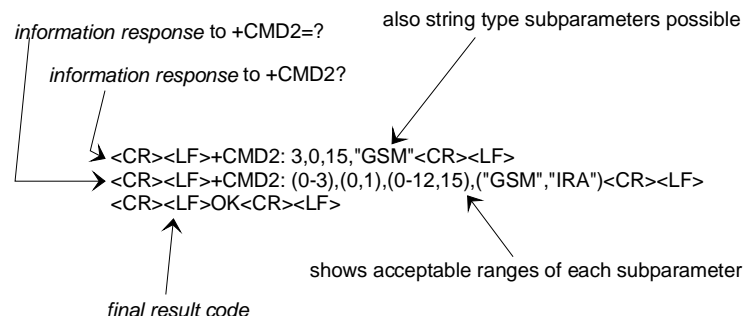 also string type subparameters possible
information response to +CMD2=?
information response to +CMD2?
<CR><LF>+CMD2: 3,0,15,"GSM"<CR><LF>
<CR><LF>+CMD2: (0-3),(0,1),(0-12,15),("GSM","IRA")<CR><LF>
<CR><LF>OK<CR><LF>
shows acceptable ranges of each subparameter
final result code